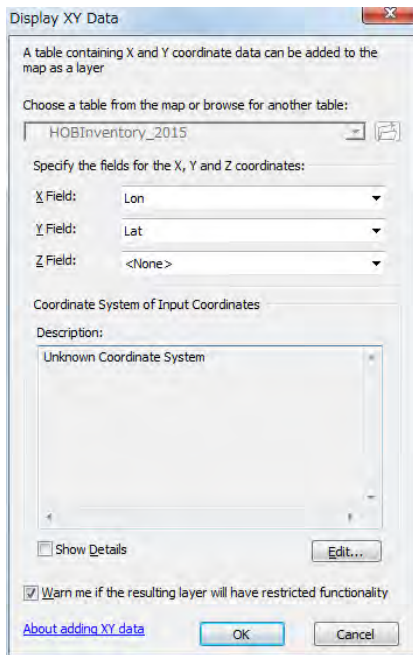 Display XY Data
A table containing X and Y coordinate data can be added to the
map as a layer
Choose a table from the map or browse for another table:
HOBInventory_2015
Specify the fields for the X, Y and Z coordinates:
X Field: Lon
Y Field: Lat
Z Field: <None>
Coordinate System of Input Coordinates
Description:
Unknown Coordinate System
Show Details Edit...
Warn me if the resulting layer will have restricted functionality
About adding XY data OK Cancel